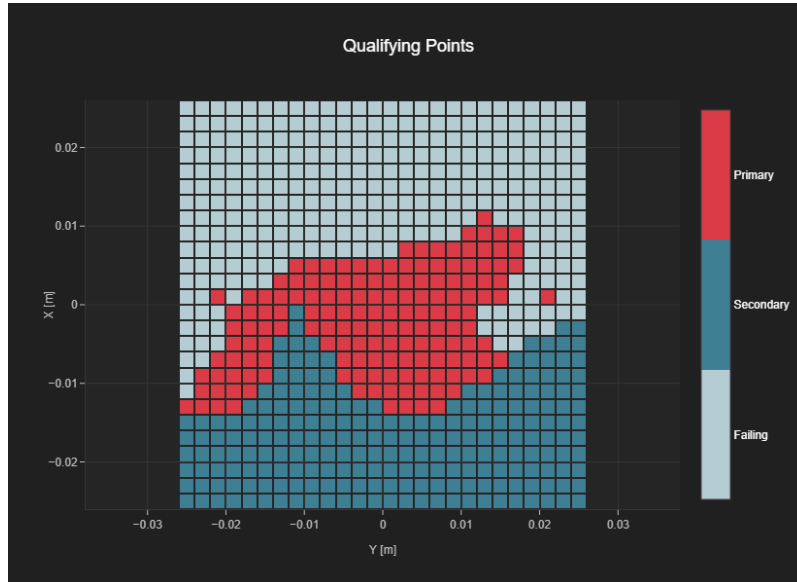 Qualifying Points
0.02
0.01
0
−0.01
−0.02
X [m]
−0.03
−0.02
−0.01
0
0.01
0.02
0.03
Y [m]
Primary
Secondary
Failing